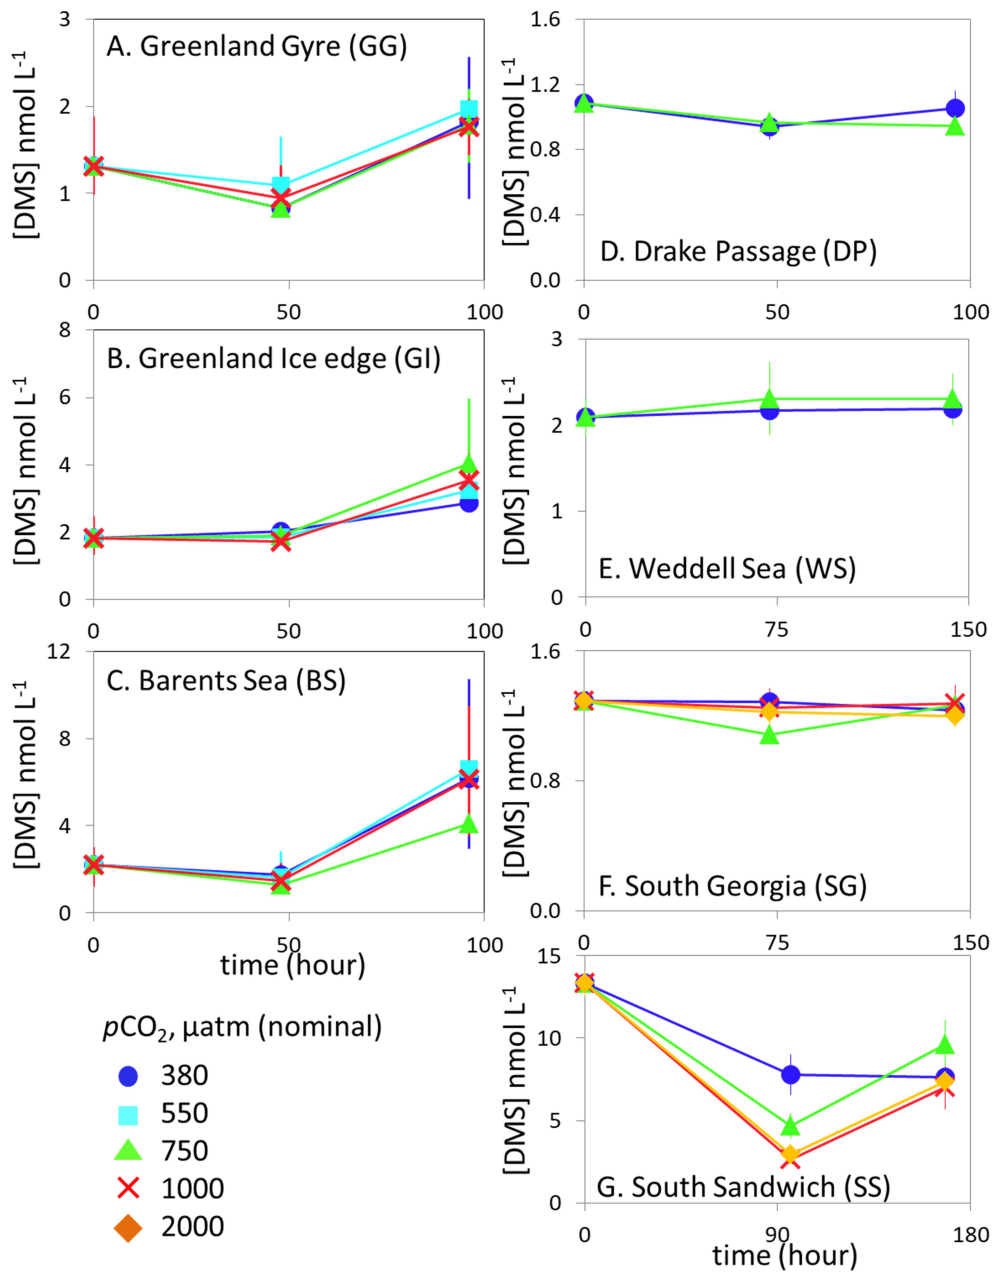 A. Greenland Gyre (GG)
[DMS] nmol L-1
3
2
1
0
0 50 100
B. Greenland Ice edge (GI)
[DMS] nmol L-1
8
6
4
2
0
0 50 100
C. Barents Sea (BS)
[DMS] nmol L-1
12
8
4
0
0 50 100
time (hour)
pCO2, µatm (nominal)
380
550
750
1000
2000
[DMS] nmol L-1
1.6
1.2
0.8
0.4
0.0
D. Drake Passage (DP)
0 50 100
[DMS] nmol L-1
3
2
1
0
E. Weddell Sea (WS)
0 75 150
[DMS] nmol L-1
1.6
0.8
0.0
F. South Georgia (SG)
0 75 150
[DMS] nmol L-1
15
10
5
0
G. South Sandwich (SS)
0 90 180
time (hour)